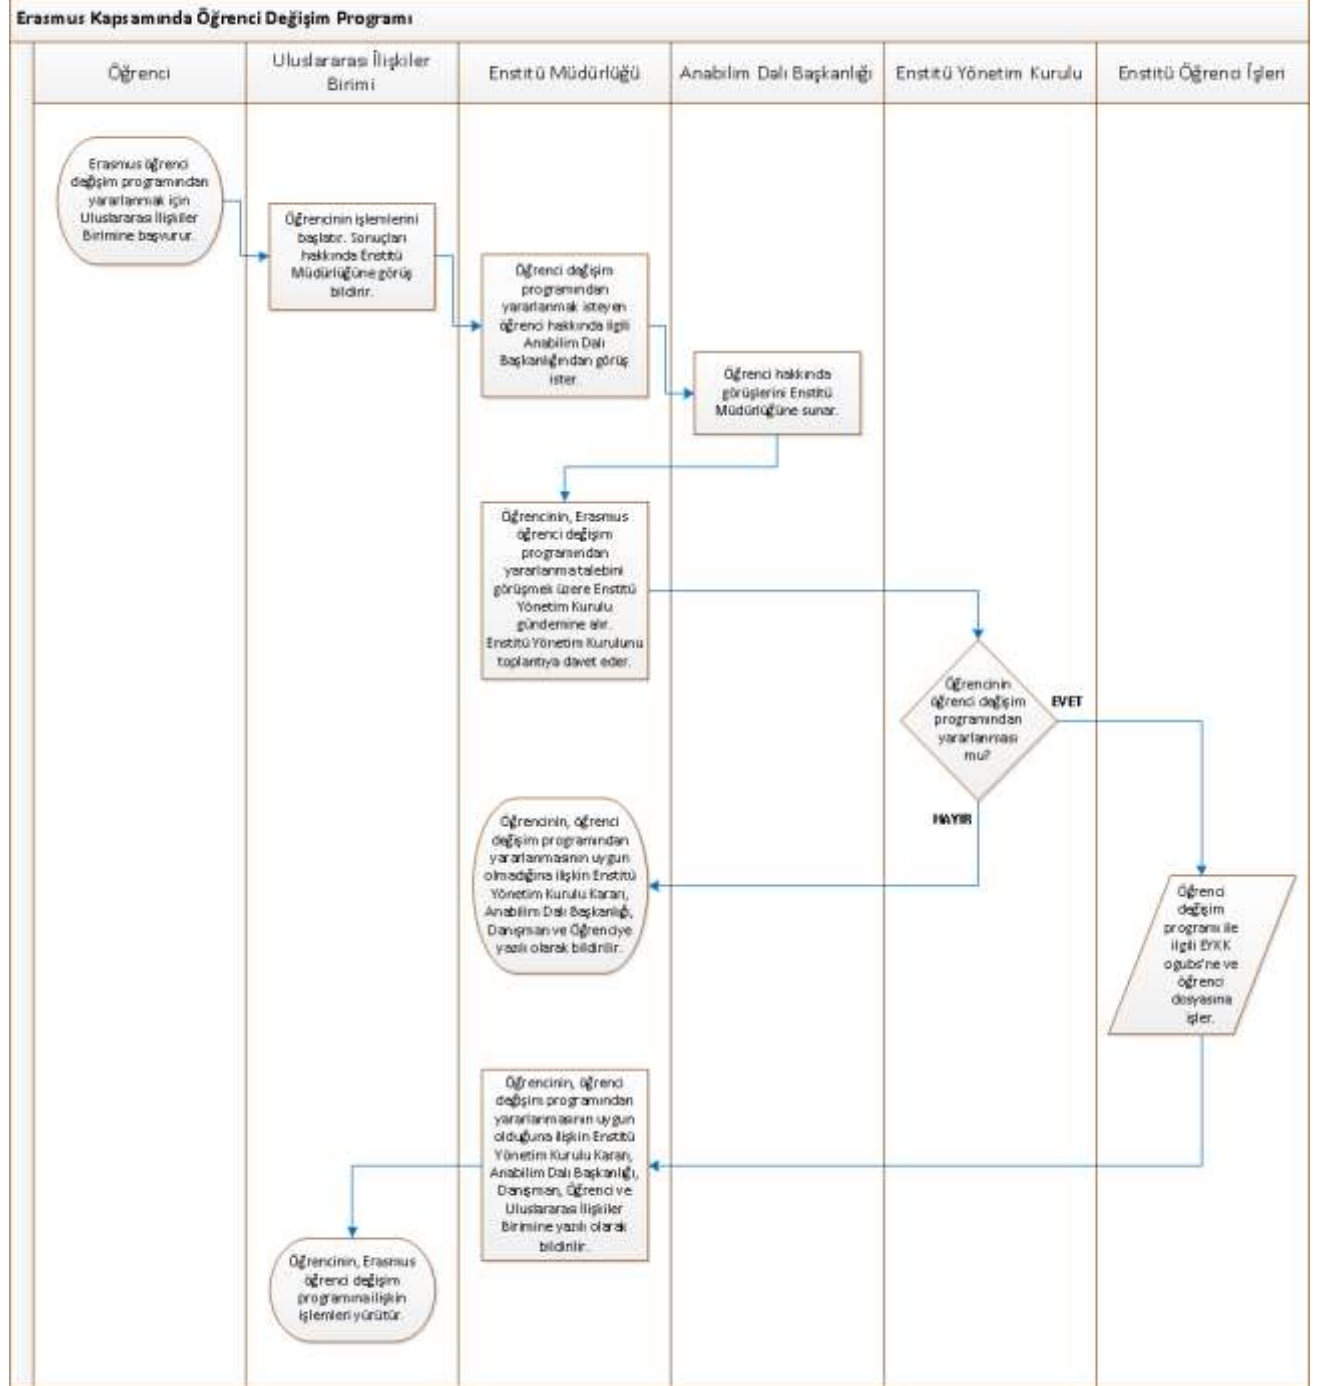 Erasmus Kapsamında Öğrenci Değişim Programı
Öğrenci
Uluslararası İlişkiler
Birimi
Enstitü Müdürlüğü
Anabilim Dalı Başkanlığı
Enstitü Yönetim Kurulu
Enstitü Öğrenci İşleri
Erasmus öğrenci
değişim programından
yararlanmak için
Uluslararası İlişkiler
Birimine başvurur.
Öğrencinin işlemlerini
başlatır. Sonuçları
hakkında Enstitü
Müdürlüğüne görüş
bildirir.
Öğrenci değişim
programından
yararlanmak isteyen
öğrenci hakkında ilgili
Anabilim Dalı
Başkanlığından görüş
ister.
Öğrenci hakkında
görüşlerini Enstitü
Müdürlüğüne sunar.
Öğrencinin, Erasmus
öğrenci değişim
programından
yararlanma talebini
görüşmek üzere Enstitü
Yönetim Kurulu
gündemine alır.
Enstitü Yönetim Kurulunu
toplantıya davet eder.
Öğrencinin
öğrenci değişim
programından
yararlanması
mu?
EVET
HAYIR
Öğrencinin, öğrenci
değişim programından
yararlanmasının uygun
olmadığına ilişkin Enstitü
Yönetim Kurulu Kararı,
Anabilim Dalı Başkanlığı,
Danışman ve Öğrenciye
yazılı olarak bildirilir.
Öğrenci
değişim
programı ile
ilgili EYKK
ogubs'ne ve
öğrenci
dosyasına
işler.
Öğrencinin, öğrenci
değişim programından
yararlanmasının uygun
olduğuna ilişkin Enstitü
Yönetim Kurulu Kararı,
Anabilim Dalı Başkanlığı,
Danışman, Öğrenci ve
Uluslararası İlişkiler
Birimine yazılı olarak
bildirilir.
Öğrencinin, Erasmus
öğrenci değişim
programına ilişkin
işlemleri yürütür.